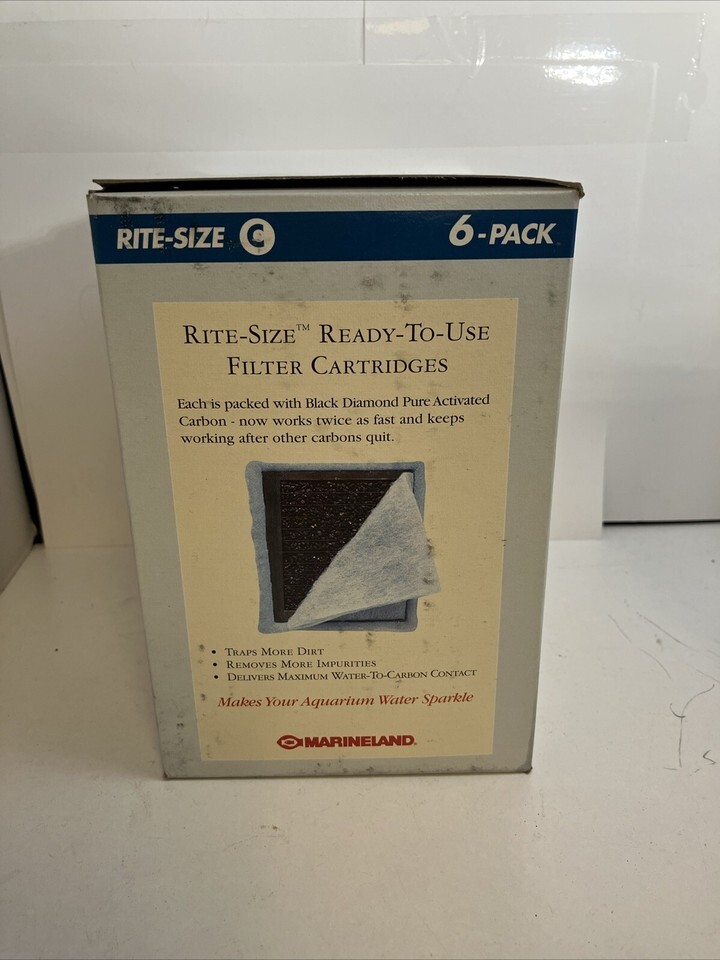 RITE-SIZE C 6-PACK
RITE-SIZE™ READY-TO-USE
FILTER CARTRIDGES
Each is packed with Black Diamond Pure Activated
Carbon - now works twice as fast and keeps
working after other carbons quit.
• TRAPS MORE DIRT
• REMOVES MORE IMPURITIES
• DELIVERS MAXIMUM WATER-TO-CARBON CONTACT
Makes Your Aquarium Water Sparkle
MARINELAND®